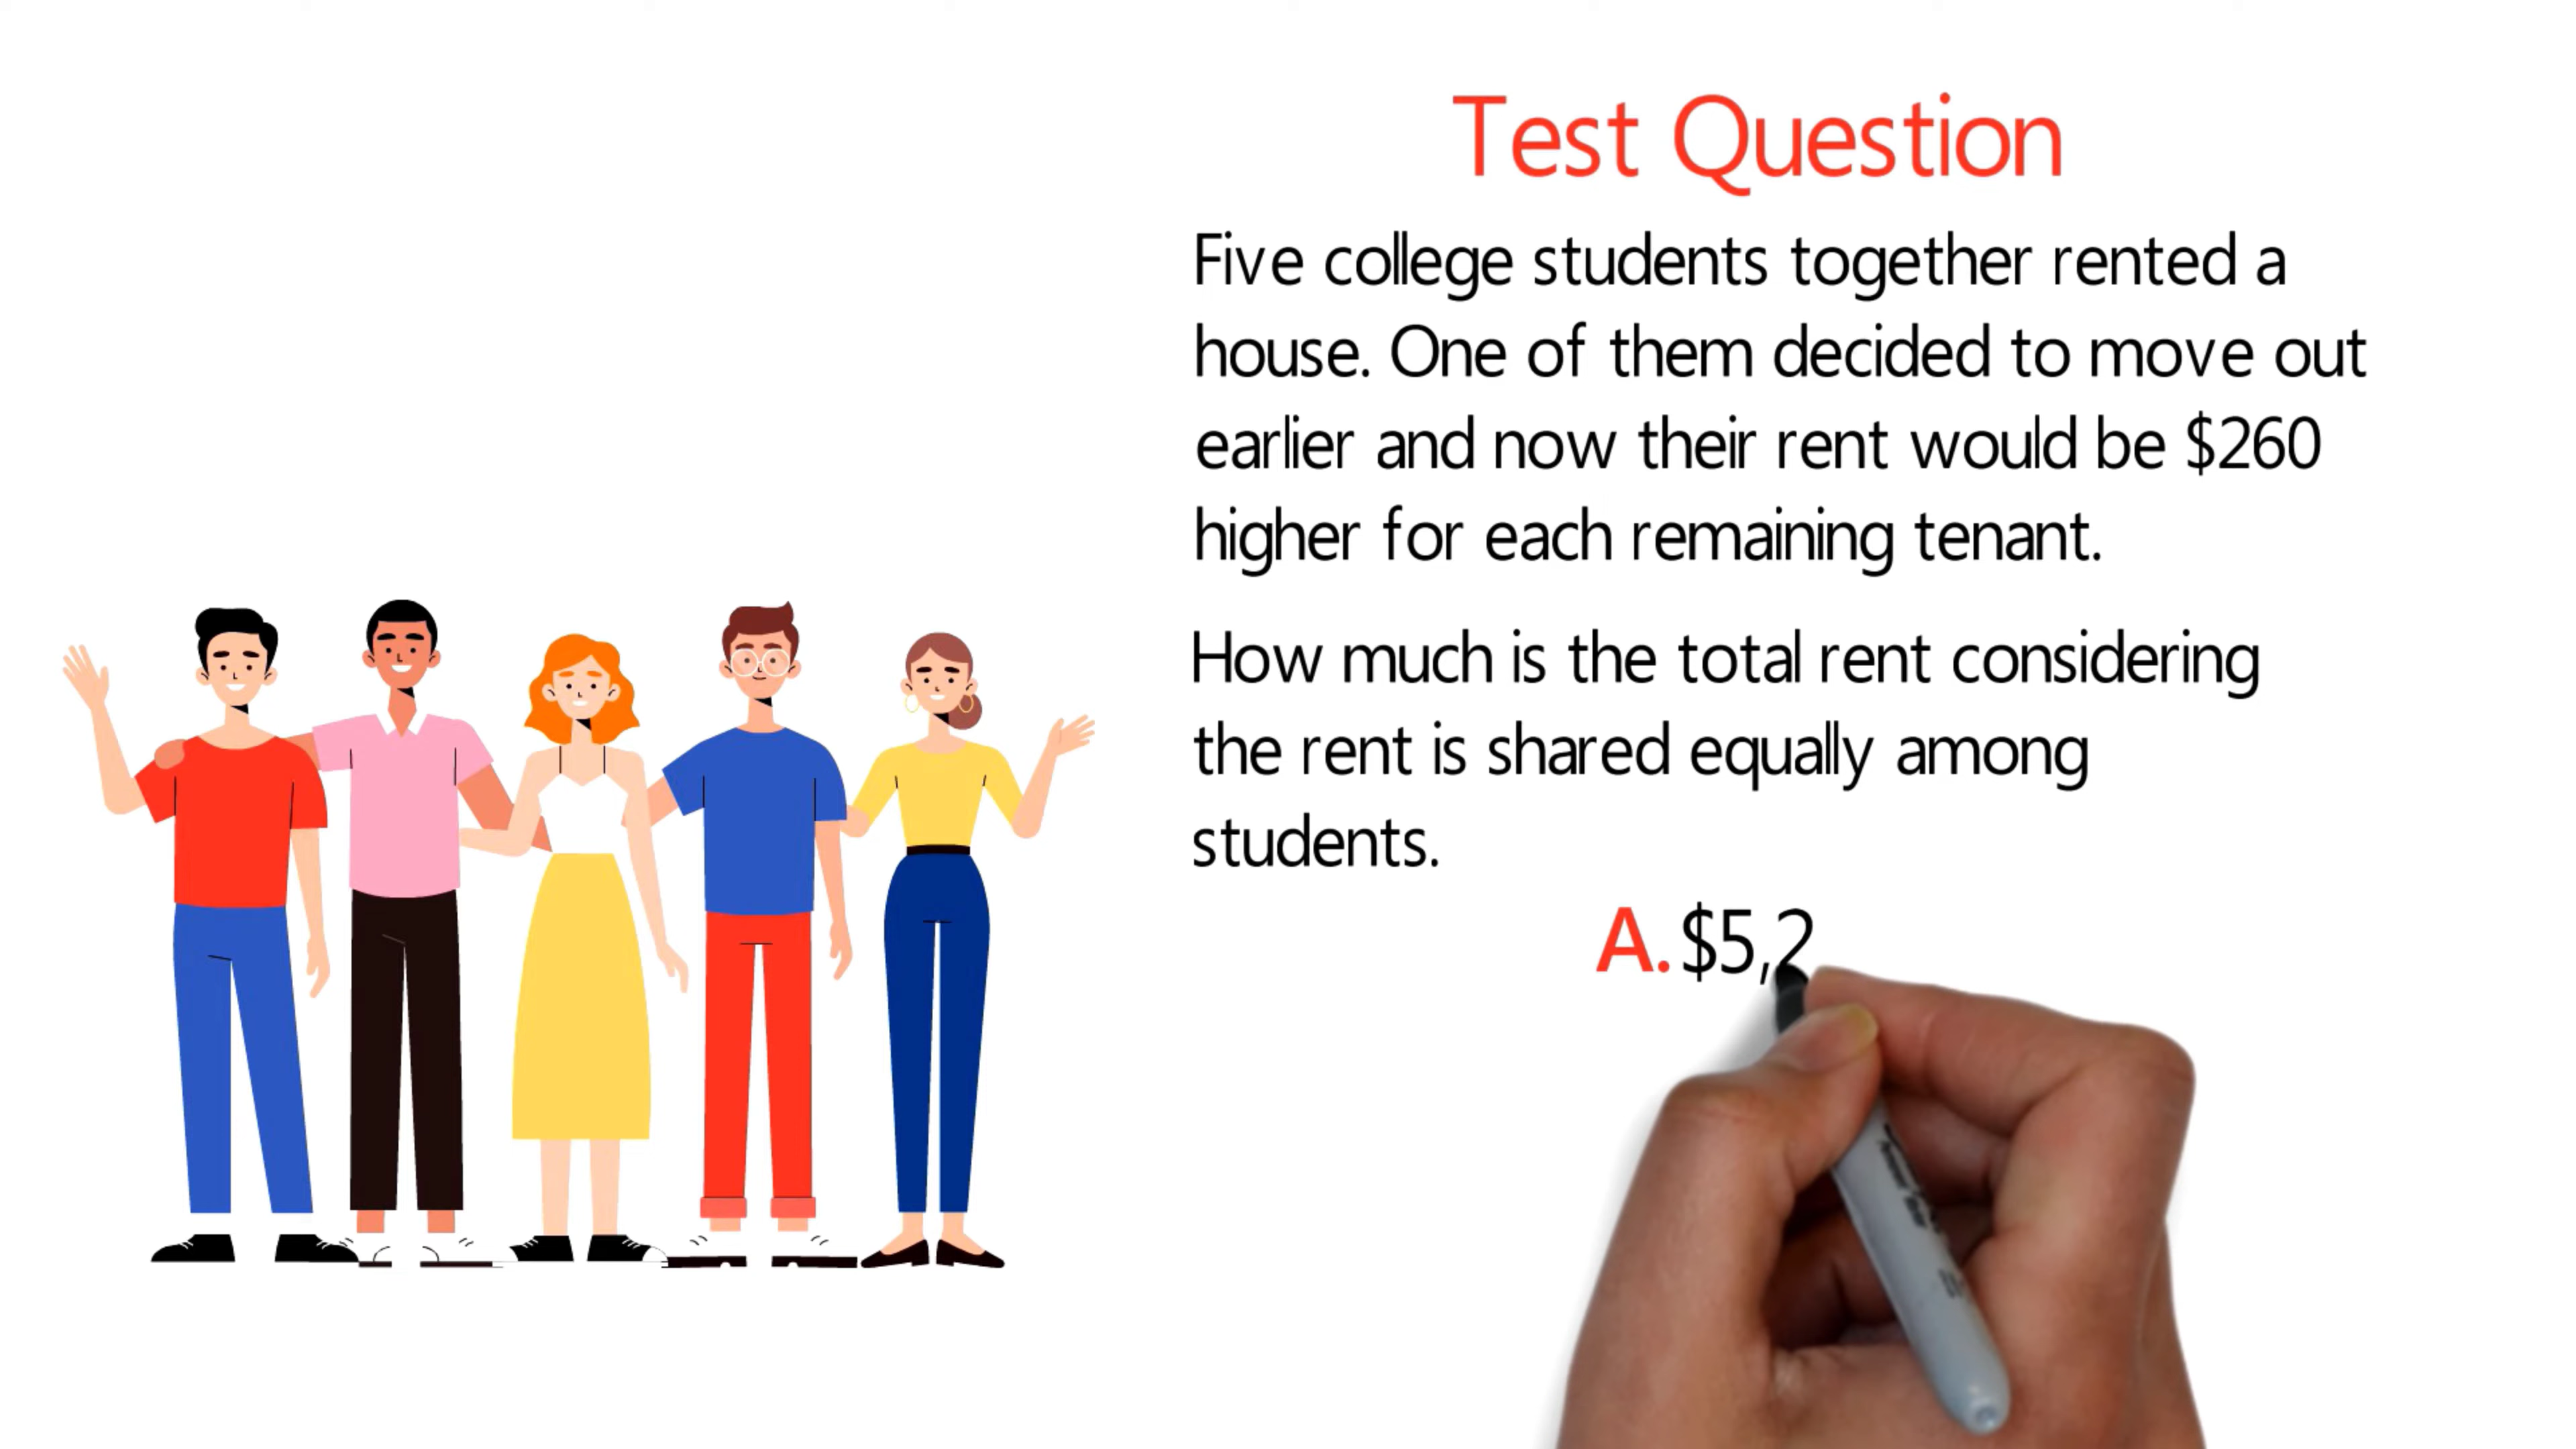 Test Question
Five college students together rented a
house. One of them decided to move out
earlier and now their rent would be $260
higher for each remaining tenant.
How much is the total rent considering
the rent is shared equally among
students.
A. $5,2